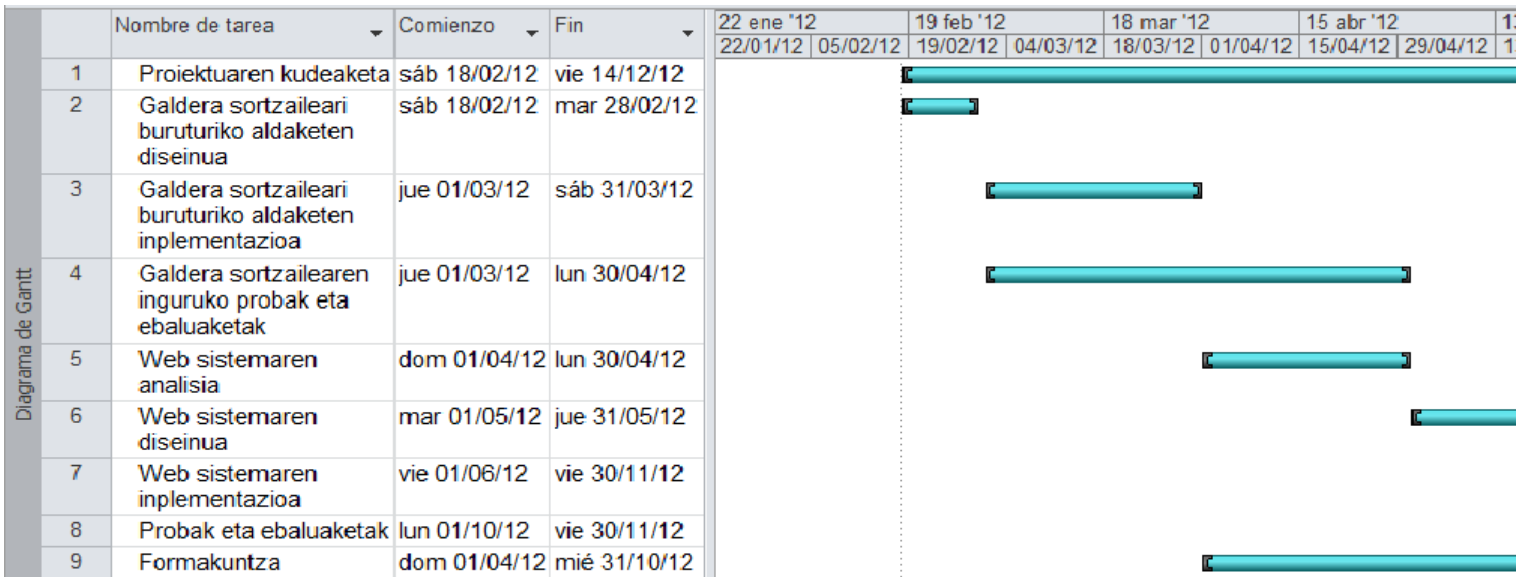 Nombre de tarea Comienzo Fin 22 ene '12 19 feb '12 18 mar '12 15 abr '12 13
22/01/12 05/02/12 19/02/12 04/03/12 18/03/12 01/04/12 15/04/12 29/04/12 1
Diagrama de Gantt
1 Proiektuaren kudeaketa sáb 18/02/12 vie 14/12/12
2 Galdera sortzaileari sáb 18/02/12 mar 28/02/12
buruturiko aldaketen
diseinua
3 Galdera sortzaileari jue 01/03/12 sáb 31/03/12
buruturiko aldaketen
inplementazioa
4 Galdera sortzailearen jue 01/03/12 lun 30/04/12
inguruko probak eta
ebaluaketak
5 Web sistemaren dom 01/04/12 lun 30/04/12
analisia
6 Web sistemaren mar 01/05/12 jue 31/05/12
diseinua
7 Web sistemaren vie 01/06/12 vie 30/11/12
inplementazioa
8 Probak eta ebaluaketak lun 01/10/12 vie 30/11/12
9 Formakuntza dom 01/04/12 mié 31/10/12